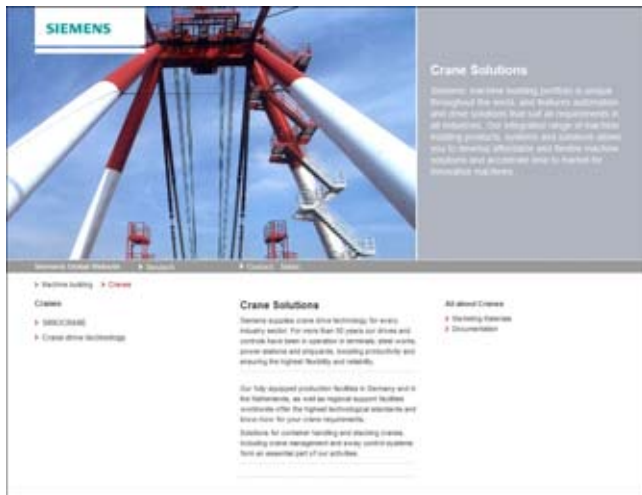 SIEMENS
Crane Solutions
Siemens' machine building portfolio is unique
throughout the world, and features automation
and drive solutions that suit all requirements in
all industries. Our integrated range of machine
building products, systems and solutions allows
you to develop affordable and flexible machine
solutions and accelerate time to market for
innovative machines.
Siemens Global Website
Research
Contact
Machine building
Cranes
Cranes
SIMOCRANE
Crane drive technology
Crane Solutions
Siemens supplies crane drive technology for every
industry sector. For more than 50 years our drives and
controls have been in operation in terminals, steel works,
power stations and shipyards, boosting productivity and
ensuring the highest flexibility and reliability.
Our fully equipped production facilities in Germany and in
the Netherlands, as well as regional support facilities
worldwide offer the highest technological standards and
know-how for your crane requirements.
Solutions for container handling and stacking cranes,
including crane management and sway control systems
form an essential part of our activities.
All about Cranes
Marketing Materials
Documentation